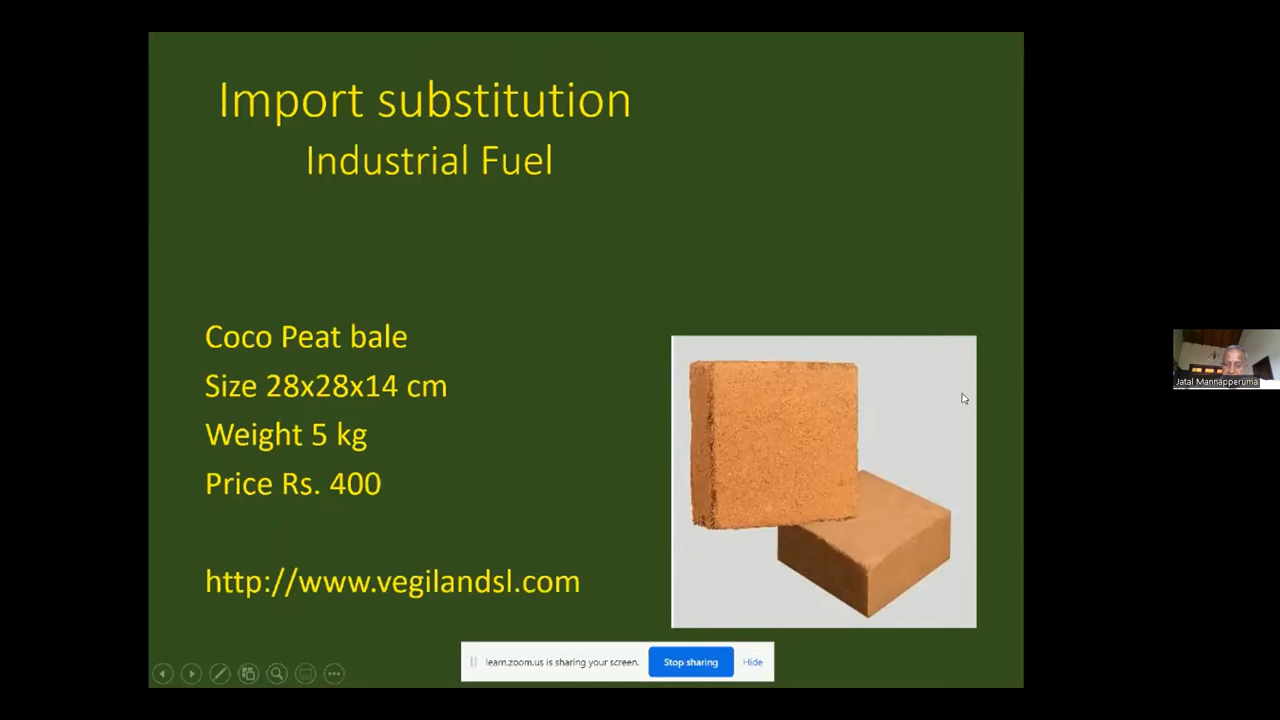 Import substitution
Industrial Fuel
Coco Peat bale
Size 28x28x14 cm
Weight 5 kg
Price Rs. 400
http://www.vegilandsl.com
learn.zoom.us is sharing your screen.
Stop sharing
Hide
Jatal Mannapperuma